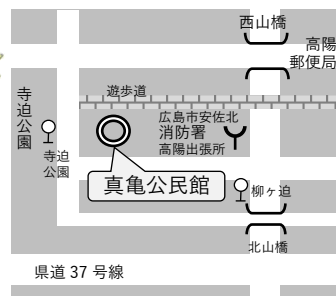 西山橋
高陽
郵便局
遊歩道
寺迫公園
広島市安佐北
消防署
高陽出張所
寺迫
公園
真亀公民館
柳ヶ迫
北山橋
県道 37 号線